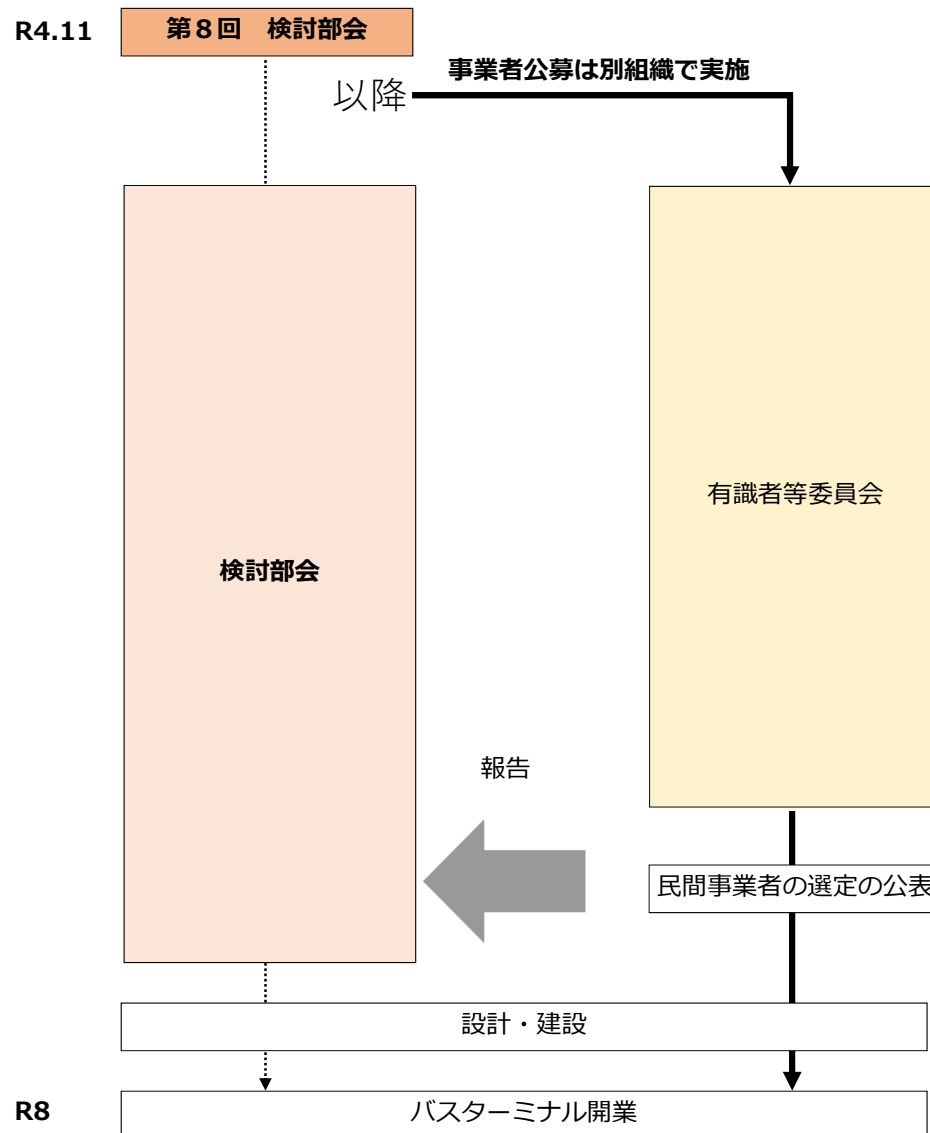 R4.11
第８回　検討部会
事業者公募は別組織で実施
以降
有識者等委員会
検討部会
報告
民間事業者の選定の公表
設計・建設
R8
バスターミナル開業